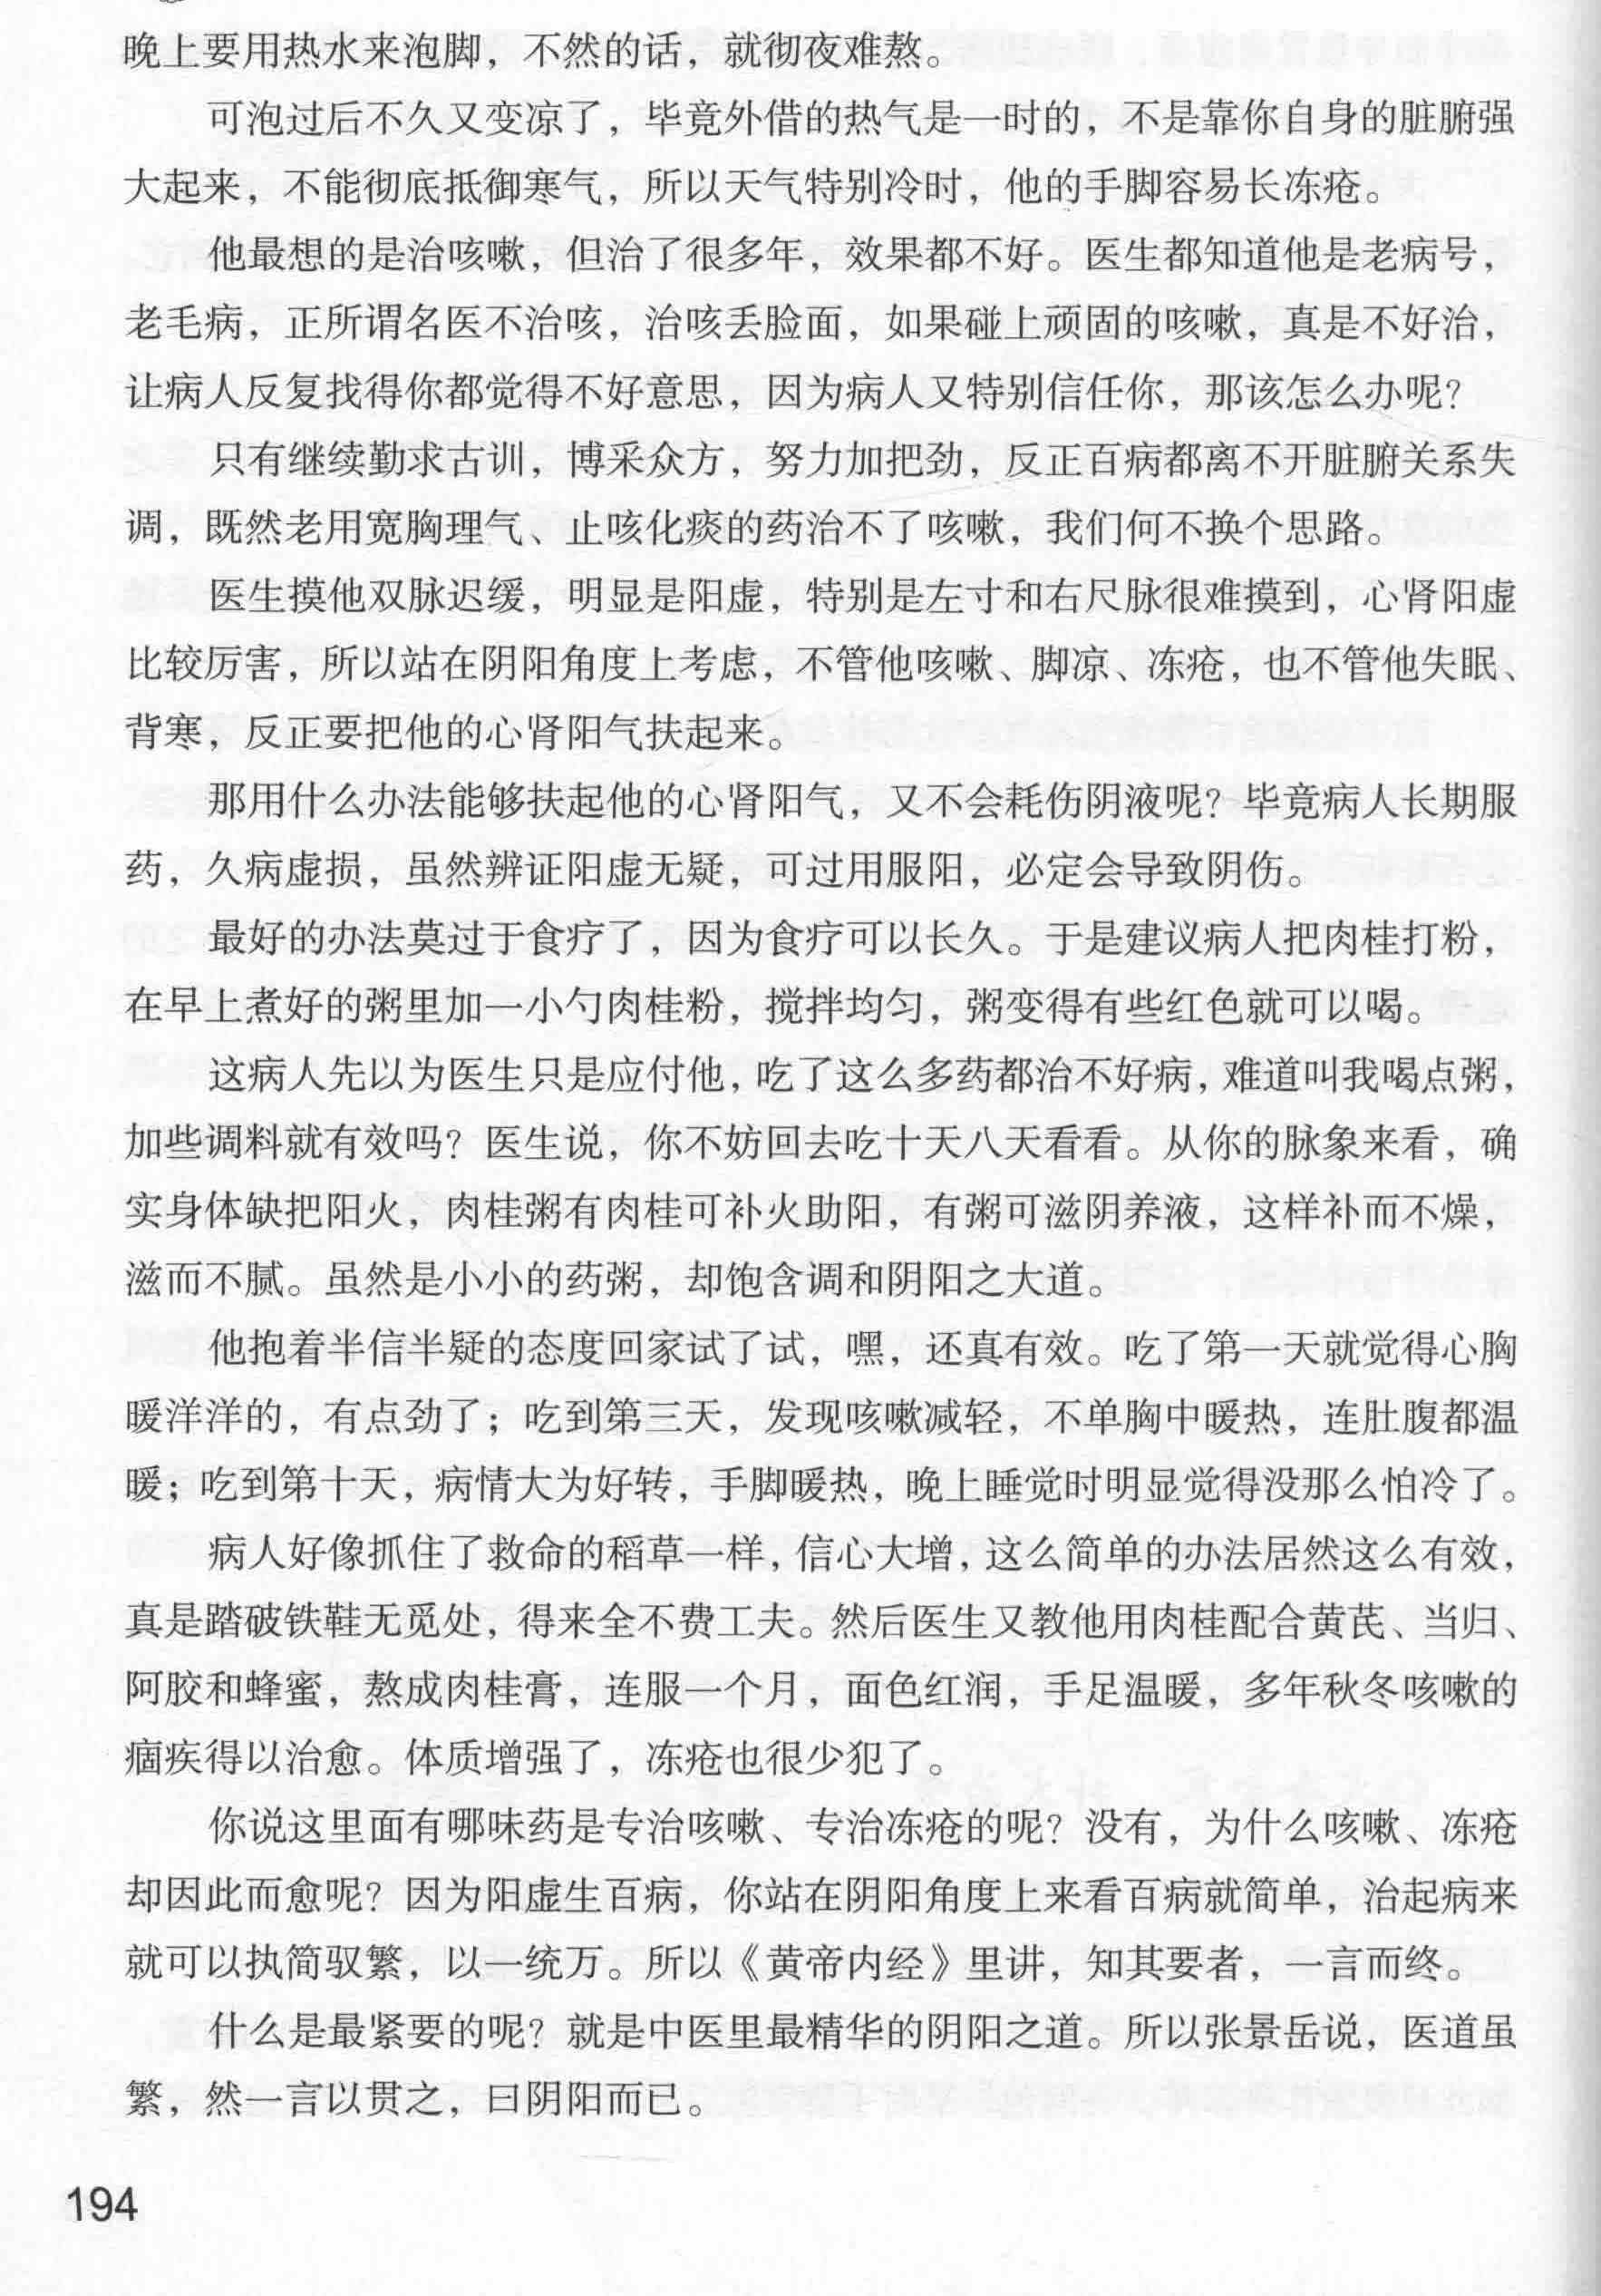 晚上要用热水来泡脚，不然的话，就彻夜难熬。
可泡过后不久又变凉了，毕竟外借的热气是一时的，不是靠你自身的脏腑强
大起来，不能彻底抵御寒气，所以天气特别冷时，他的手脚容易长冻疮。
他最想的是治咳嗽，但治了很多年，效果都不好。医生都知道他是老病号，
老毛病，正所谓名医不治咳，治咳丢脸面，如果碰上顽固的咳嗽，真是不好治，
让病人反复找得你都觉得不好意思，因为病人又特别信任你，那该怎么办呢？
只有继续勤求古训，博采众方，努力加把劲，反正百病都离不开脏腑关系失
调，既然老用宽胸理气、止咳化痰的药治不了咳嗽，我们何不换个思路。
医生摸他双脉迟缓，明显是阳虚，特别是左寸和右尺脉很难摸到，心肾阳虚
比较厉害，所以站在阴阳角度上考虑，不管他咳嗽、脚凉、冻疮，也不管他失眠、
背寒，反正要把他的心肾阳气扶起来。
那用什么办法能够扶起他的心肾阳气，又不会耗伤阴液呢？毕竟病人长期服
药，久病虚损，虽然辨证阳虚无疑，可过用服阳，必定会导致阴伤。
最好的办法莫过于食疗了，因为食疗可以长久。于是建议病人把肉桂打粉，
在早上煮好的粥里加一小勺肉桂粉，搅拌均匀，粥变得有些红色就可以喝。
这病人先以为医生只是应付他，吃了这么多药都治不好病，难道叫我喝点粥，
加些调料就有效吗？医生说，你不妨回去吃十天八天看看。从你的脉象来看，确
实身体缺把阳火，肉桂粥有肉桂可补火助阳，有粥可滋阴养液，这样补而不燥，
滋而不腻。虽然是小小的药粥，却饱含调和阴阳之大道。
他抱着半信半疑的态度回家试了试，嘿，还真有效。吃了第一天就觉得心胸
暖洋洋的，有点劲了；吃到第三天，发现咳嗽减轻，不单胸中暖热，连肚腹都温
暖；吃到第十天，病情大为好转，手脚暖热，晚上睡觉时明显觉得没那么怕冷了。
病人好像抓住了救命的稻草一样，信心大增，这么简单的办法居然这么有效，
真是踏破铁鞋无觅处，得来全不费工夫。然后医生又教他用肉桂配合黄芪、当归、
阿胶和蜂蜜，熬成肉桂膏，连服一个月，面色红润，手足温暖，多年秋冬咳嗽的
痼疾得以治愈。体质增强了，冻疮也很少犯了。
你说这里面有哪味药是专治咳嗽、专治冻疮的呢？没有，为什么咳嗽、冻疮
却因此而愈呢？因为阳虚生百病，你站在阴阳角度上来看百病就简单，治起病来
就可以执简驭繁，以一统万。所以《黄帝内经》里讲，知其要者，一言而终。
什么是最紧要的呢？就是中医里最精华的阴阳之道。所以张景岳说，医道虽
繁，然一言以贯之，曰阴阳而已。
194